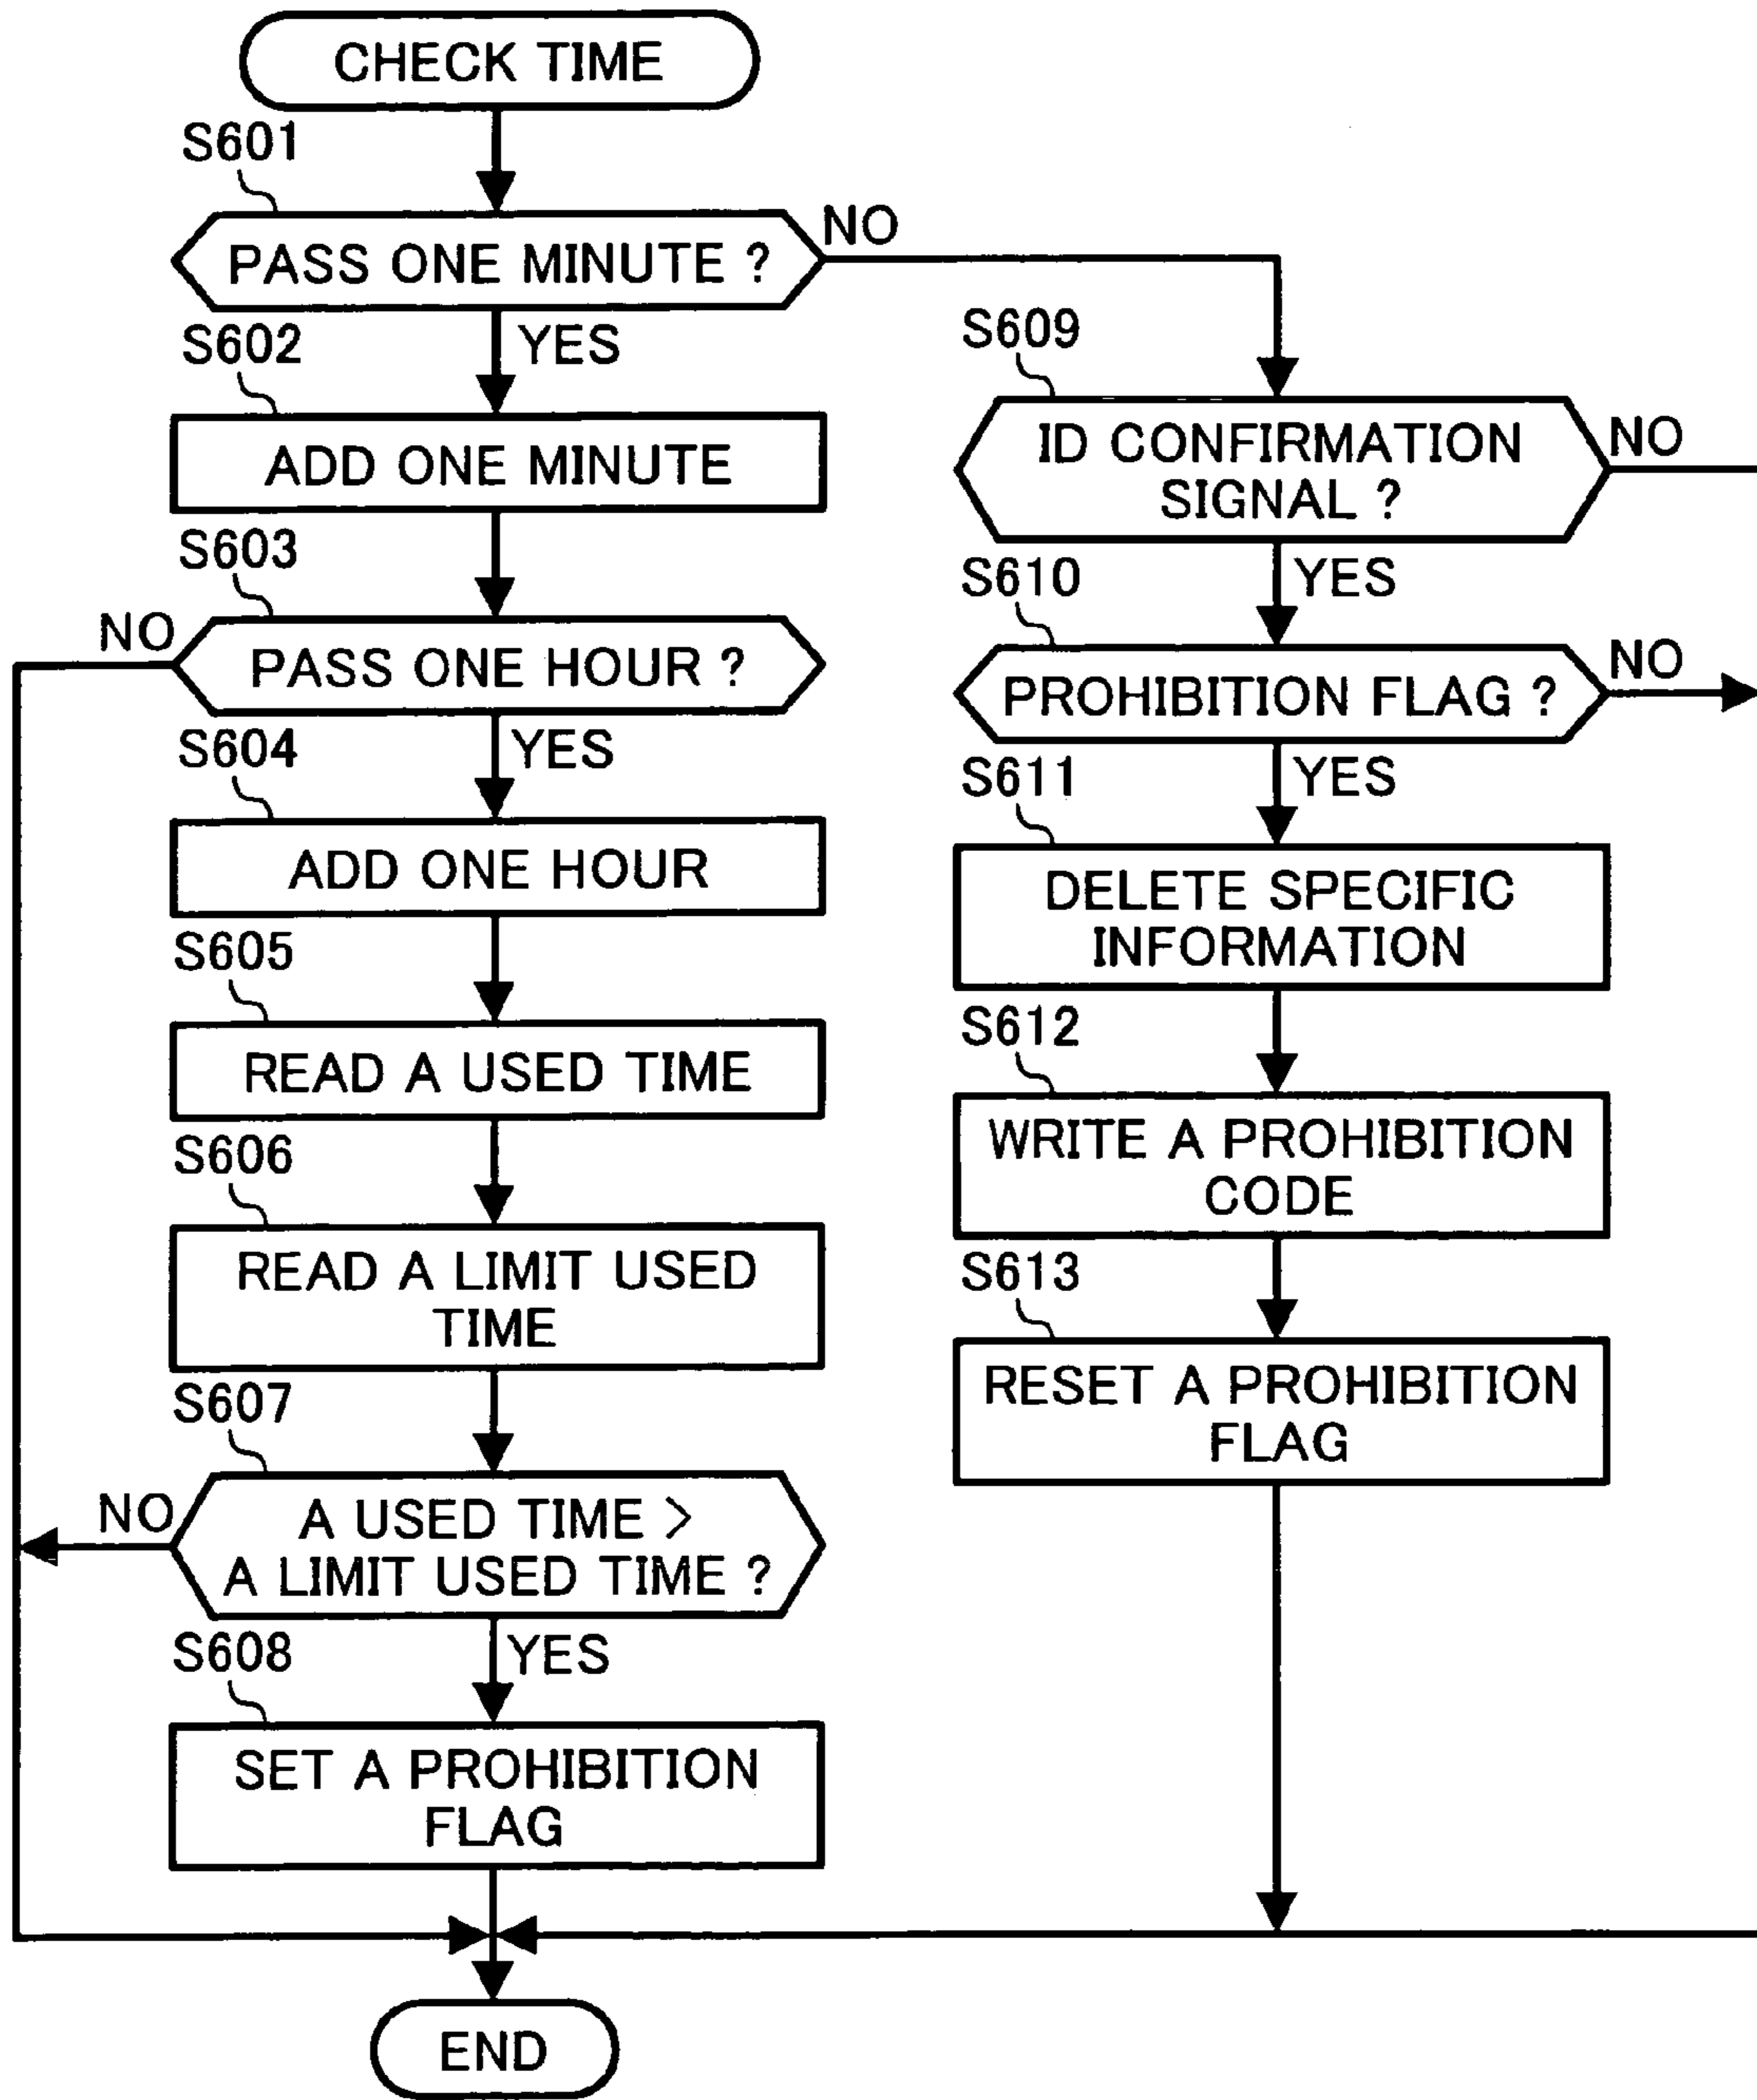 CHECK TIME
S601
PASS ONE MINUTE ?
NO
YES
S602
ADD ONE MINUTE
S603
NO
PASS ONE HOUR ?
YES
S604
ADD ONE HOUR
S605
READ A USED TIME
S606
READ A LIMIT USED
TIME
S607
NO
A USED TIME >
A LIMIT USED TIME ?
YES
S608
SET A PROHIBITION
FLAG
S609
ID CONFIRMATION
SIGNAL ?
NO
YES
S610
PROHIBITION FLAG ?
NO
YES
S611
DELETE SPECIFIC
INFORMATION
S612
WRITE A PROHIBITION
CODE
S613
RESET A PROHIBITION
FLAG
END